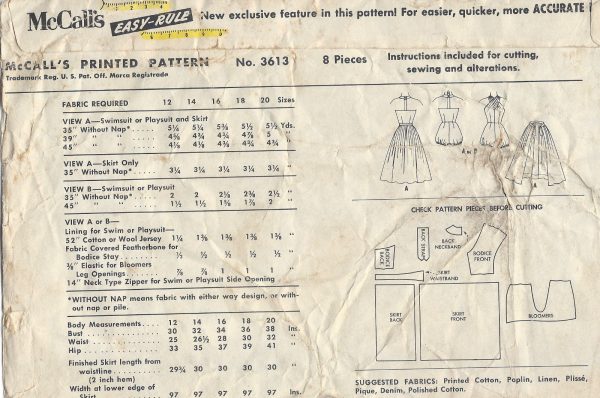 McCall's EASY-RULE New exclusive feature in this pattern! For easier, quicker, more ACCURATE
McCALL'S PRINTED PATTERN No. 3613 8 Pieces
Trademark Reg. U. S. Pat. Off. Marca Registrada
Instructions included for cutting,
sewing and alterations.
FABRIC REQUIRED 12 14 16 18 20 Sizes
VIEW A—Swimsuit or Playsuit and Skirt
35" Without Nap* 5¼ 5¼ 5⅜ 5½ 5½ Yds.
39" " " 4⅝ 4¾ 4¾ 4⅞ 5 "
45" " " 4⅛ 4⅜ 4⅜ 4¾ 4¾ "
VIEW A—Skirt Only
35" Without Nap* 3¼ 3¼ 3¼ 3¼ 3¼ "
VIEW B—Swimsuit or Playsuit
35" Without Nap* 2 2 2⅛ 2⅜ 2½ "
45" " " 1½ 1½ 1⅝ 1¾ 2 "
VIEW A or B—
Lining for Swim or Playsuit—
52" Cotton or Wool Jersey 1¼ 1⅜ 1⅜ 1⅜ 1⅜ "
Fabric Covered Featherbone for
Bodice Stay ½ ½ ½ ½ ½ "
⅜" Elastic for Bloomers
Leg Openings ⅞ ⅞ 1 1 1 "
14" Neck Type Zipper for Swim or Playsuit Side Opening
*WITHOUT NAP means fabric with either way design, or with-
out nap or pile.
Body Measurements 12 14 16 18 20
Bust 30 32 34 36 38 Ins.
Waist 25 26½ 28 30 32 "
Hip 33 35 37 39 41 "
Finished Skirt length from
waistline 29¾ 30 30 30 30 "
(2 inch hem)
Width at lower edge of
Skirt 97 97 97 97 97 Ins.
A
A or B
A
CHECK PATTERN PIECES BEFORE CUTTING
BODICE BACK
BACK STRAPS
BACK NECKBAND
BODICE FRONT
SKIRT WAISTBAND
SKIRT BACK
SKIRT FRONT
BLOOMERS
SUGGESTED FABRICS: Printed Cotton, Poplin, Linen, Plissé,
Pique, Denim, Polished Cotton.